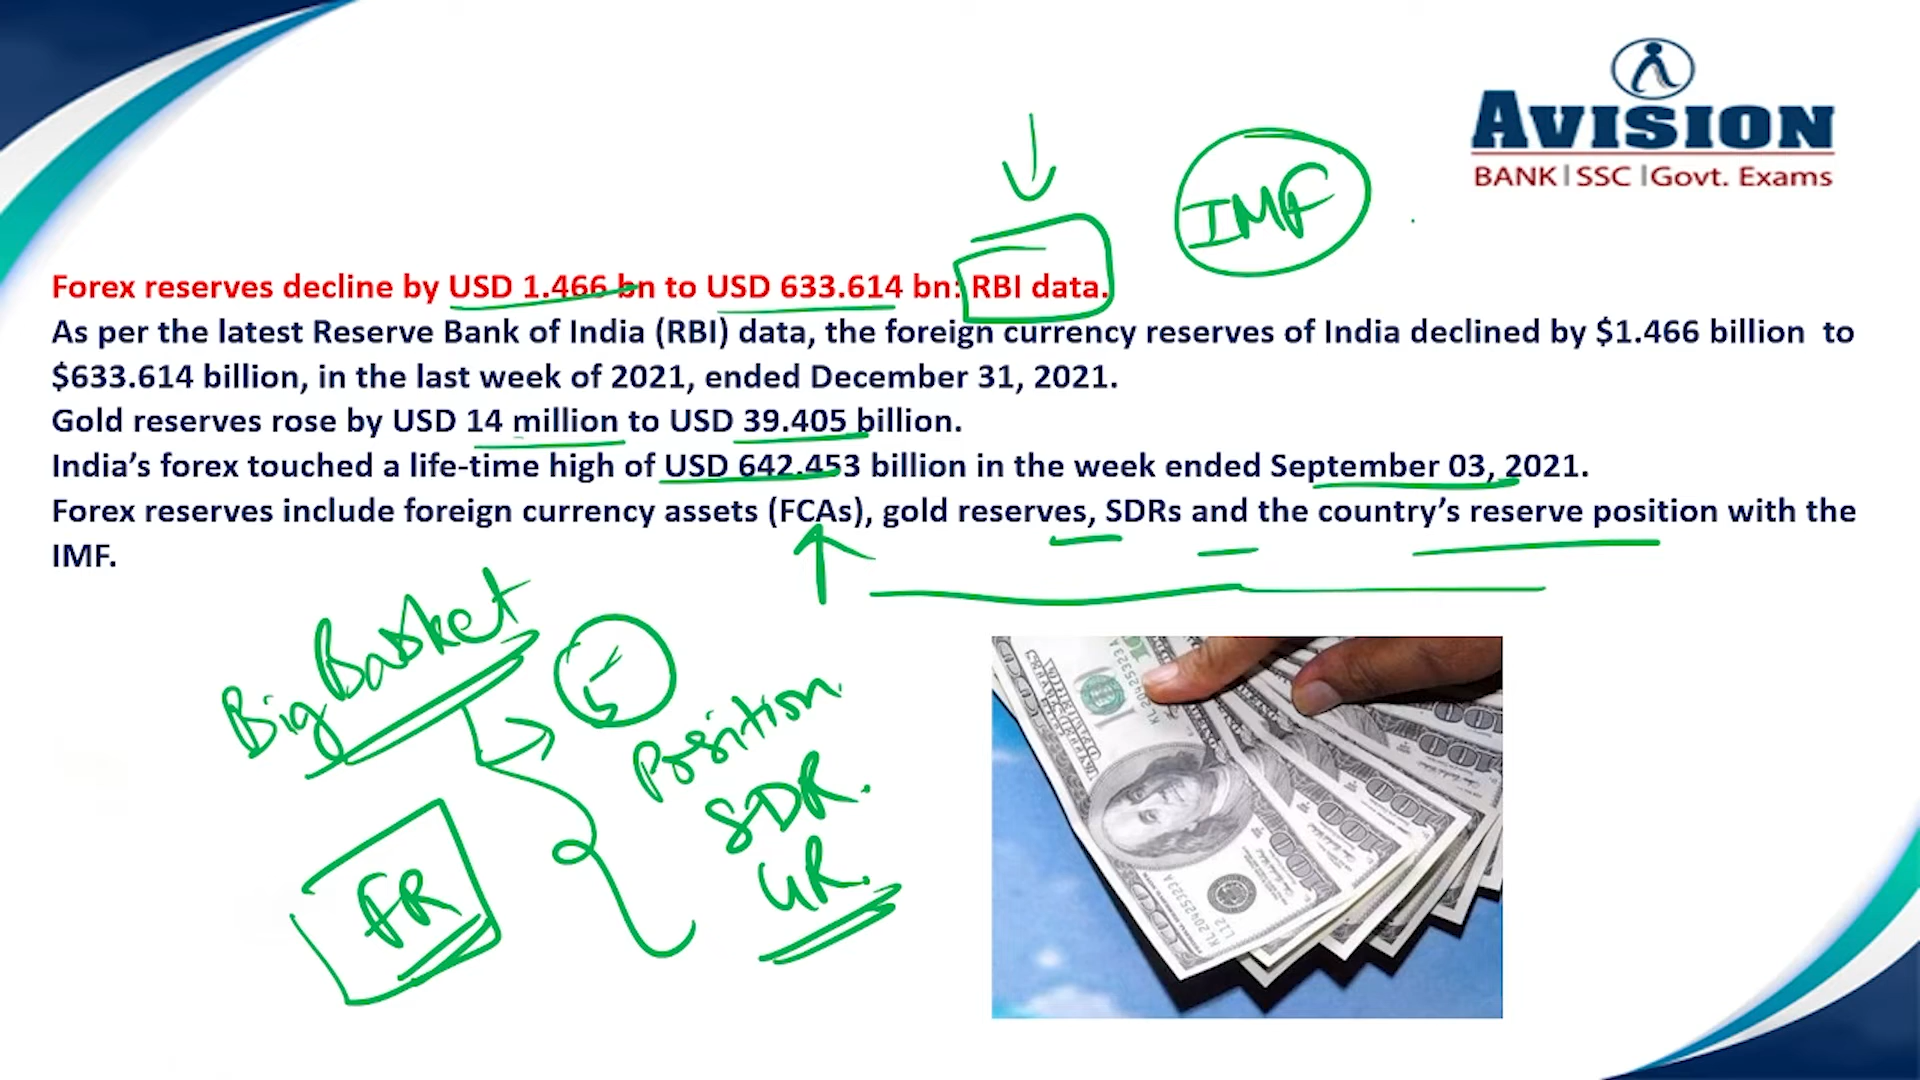 AVISION
BANK | SSC | Govt. Exams
IMF
Forex reserves decline by USD 1.466 bn to USD 633.614 bn: RBI data.
As per the latest Reserve Bank of India (RBI) data, the foreign currency reserves of India declined by $1.466 billion to
$633.614 billion, in the last week of 2021, ended December 31, 2021.
Gold reserves rose by USD 14 million to USD 39.405 billion.
India’s forex touched a life-time high of USD 642.453 billion in the week ended September 03, 2021.
Forex reserves include foreign currency assets (FCAs), gold reserves, SDRs and the country’s reserve position with the
IMF.
Big Basket
Position
SDR.
GR.
FR
100
KL20425323A
L12